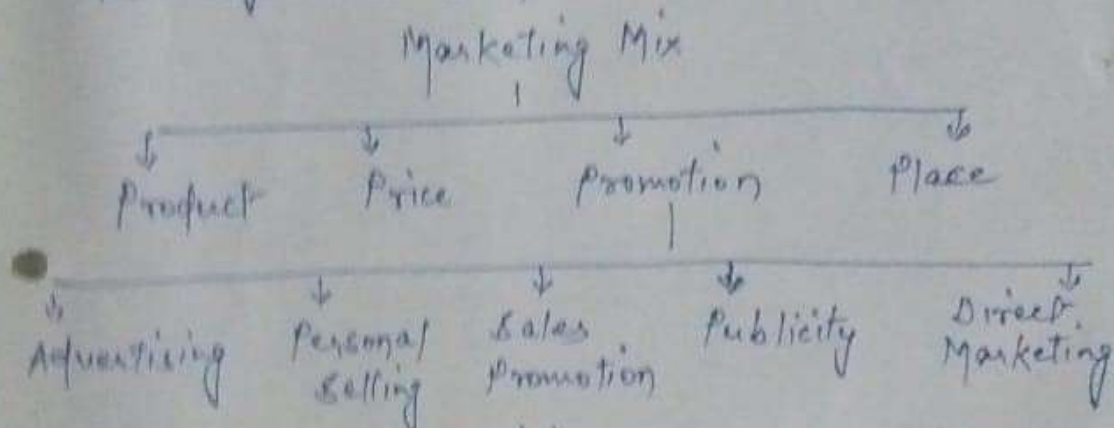 Marketing Mix
Product Price Promotion Place
Advertising Personal Selling Sales Promotion Publicity Direct Marketing